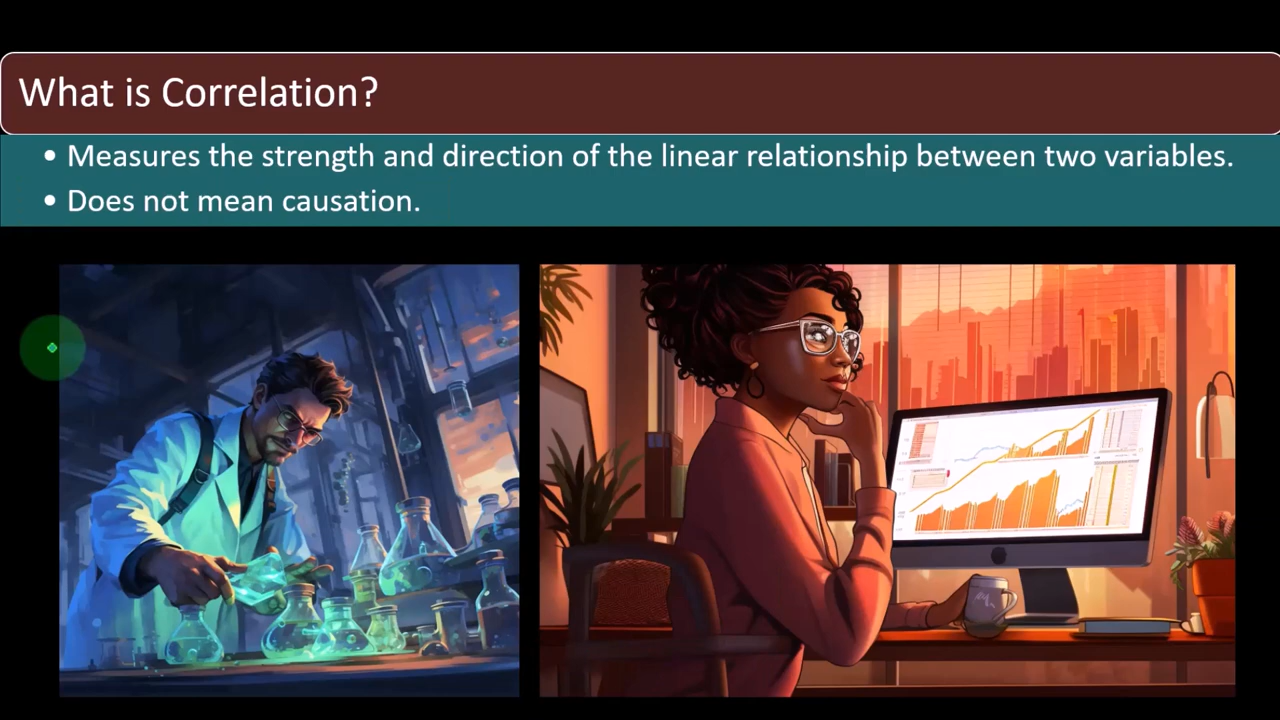 What is Correlation?
• Measures the strength and direction of the linear relationship between two variables.
• Does not mean causation.